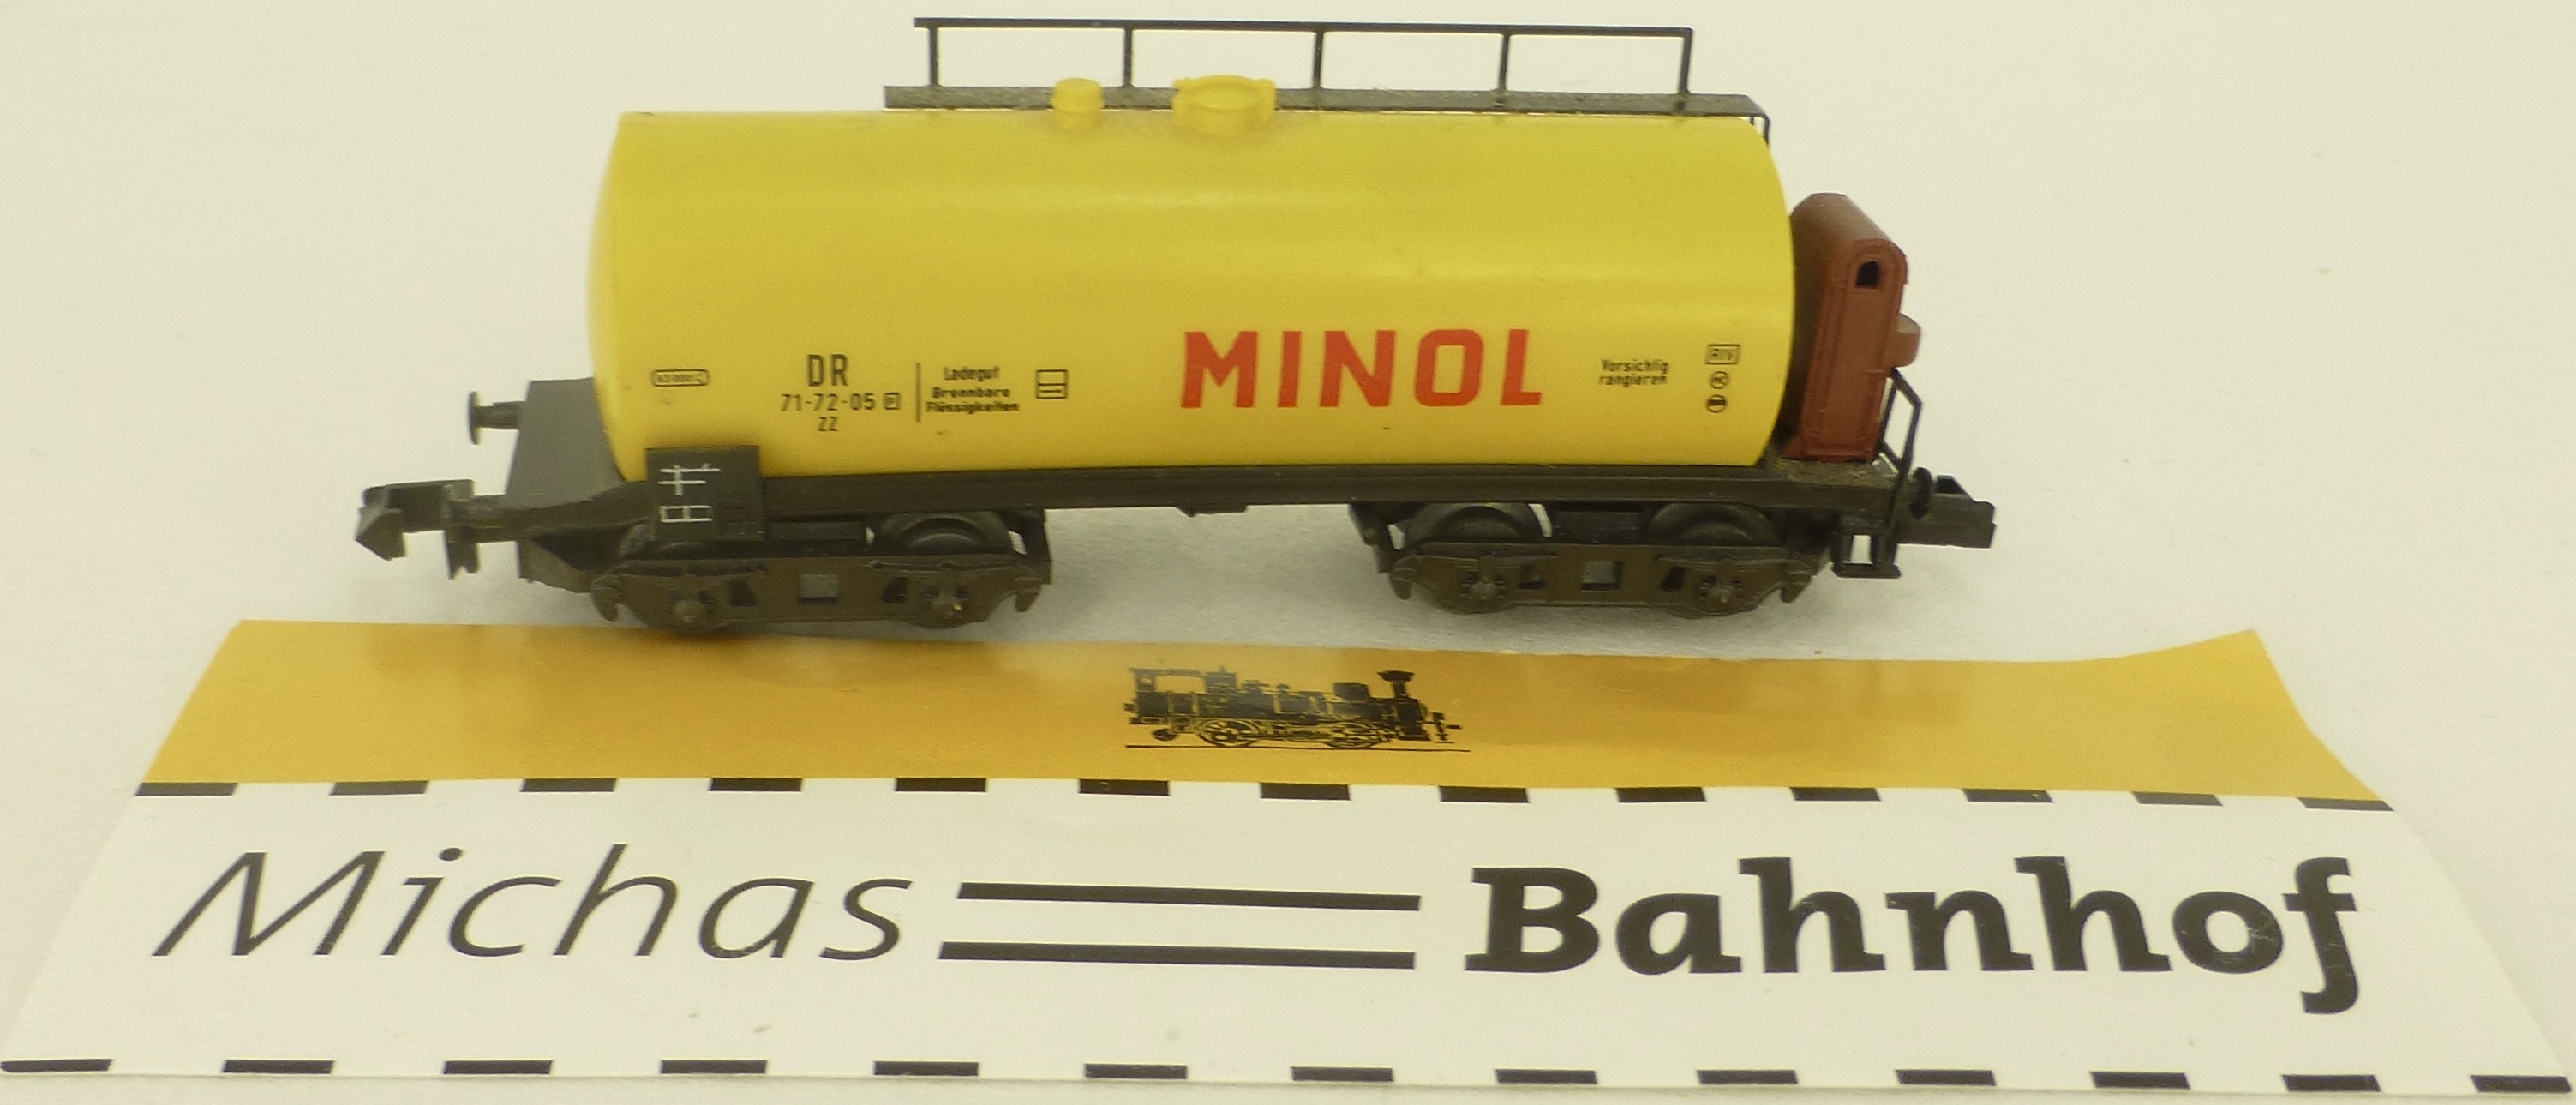 DR
71-72-05 P
ZZ
Ladegut
Brennbare
Flüssigkeiten
MINOL
Vorsichtig
rangieren
RIV
Michas Bahnhof